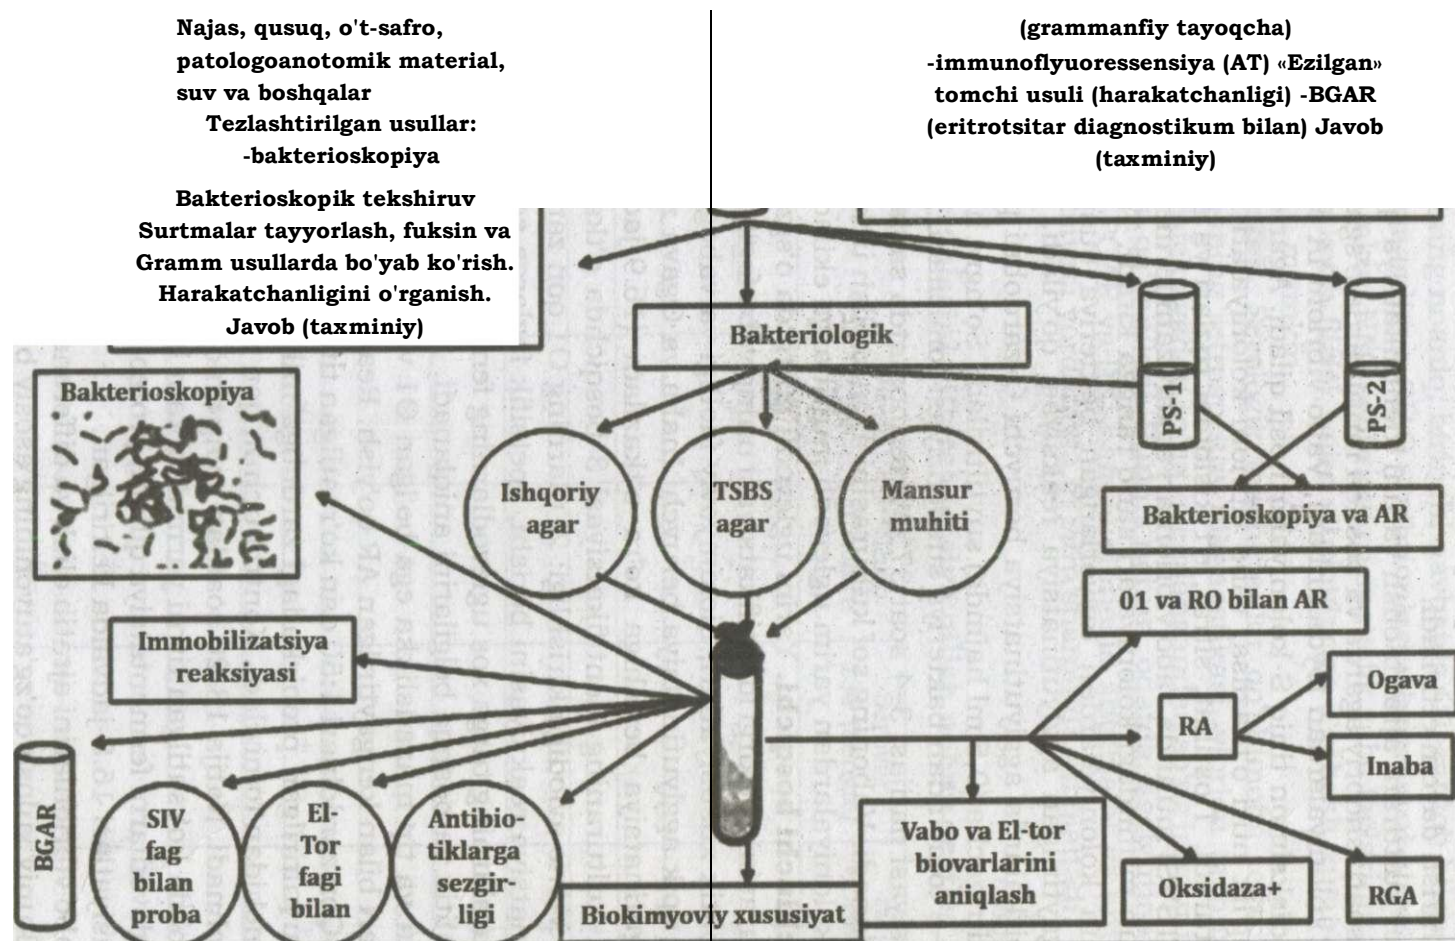 Najas, qusuq, o't-safro,
patologoanotomik material,
suv va boshqalar
Tezlashtirilgan usullar:
-bakterioskopiya
Bakterioskopik tekshiruv
Surtmalar tayyorlash, fuksin va
Gramm usullarda bo'yab ko'rish.
Harakatchanligini o'rganish.
Javob (taxminiy)
(grammanfiy tayoqcha)
-immunoflyuoressensiya (AT) «Ezilgan»
tomchi usuli (harakatchanligi) -BGAR
(eritrotsitar diagnostikum bilan) Javob
(taxminiy)
Bakteriologik
PS-1
PS-2
Bakterioskopiya
Ishqoriy
agar
TSBS
agar
Mansur
muhiti
Bakterioskopiya va AR
01 va RO bilan AR
Immobilizatsiya
reaksiyasi
RA
Ogava
Inaba
BGAR
SIV
fag
bilan
proba
El-
Tor
fagi
bilan
Antibio-
tiklarga
sezgir-
ligi
Biokimyoviy xususiyat
Vabo va El-tor
biovarlarini
aniqlash
Oksidaza+
RGA